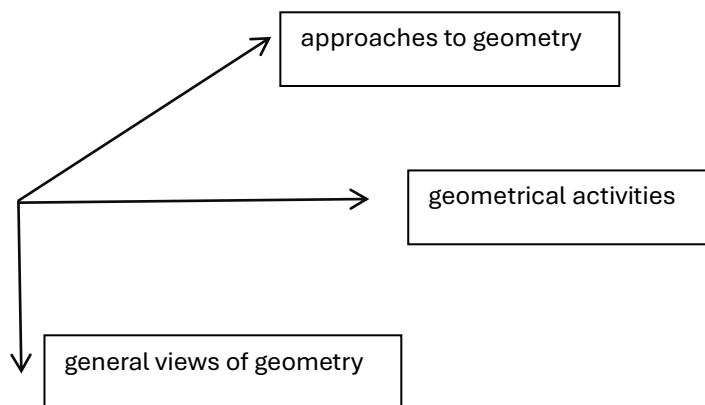 approaches to geometry
geometrical activities
general views of geometry